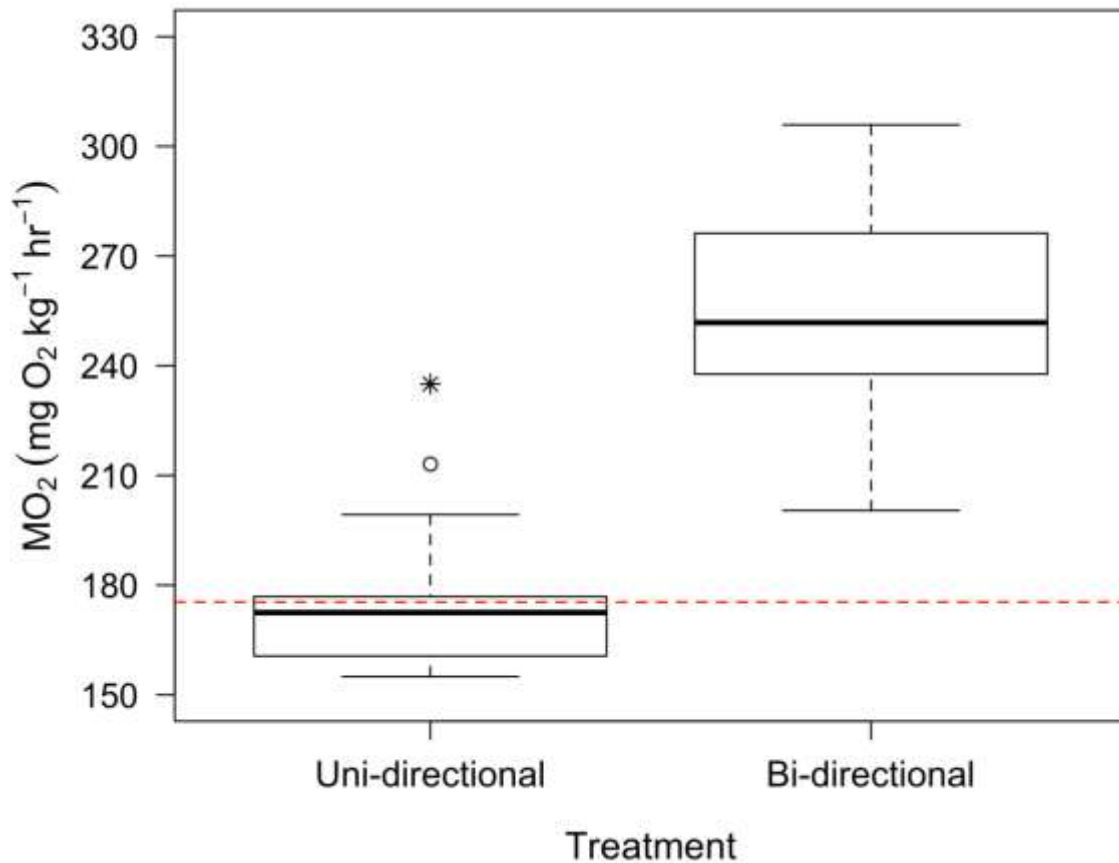 MO₂ (mg O₂ kg⁻¹ hr⁻¹)
330
300
270
240
210
180
150
Uni-directional
Bi-directional
Treatment